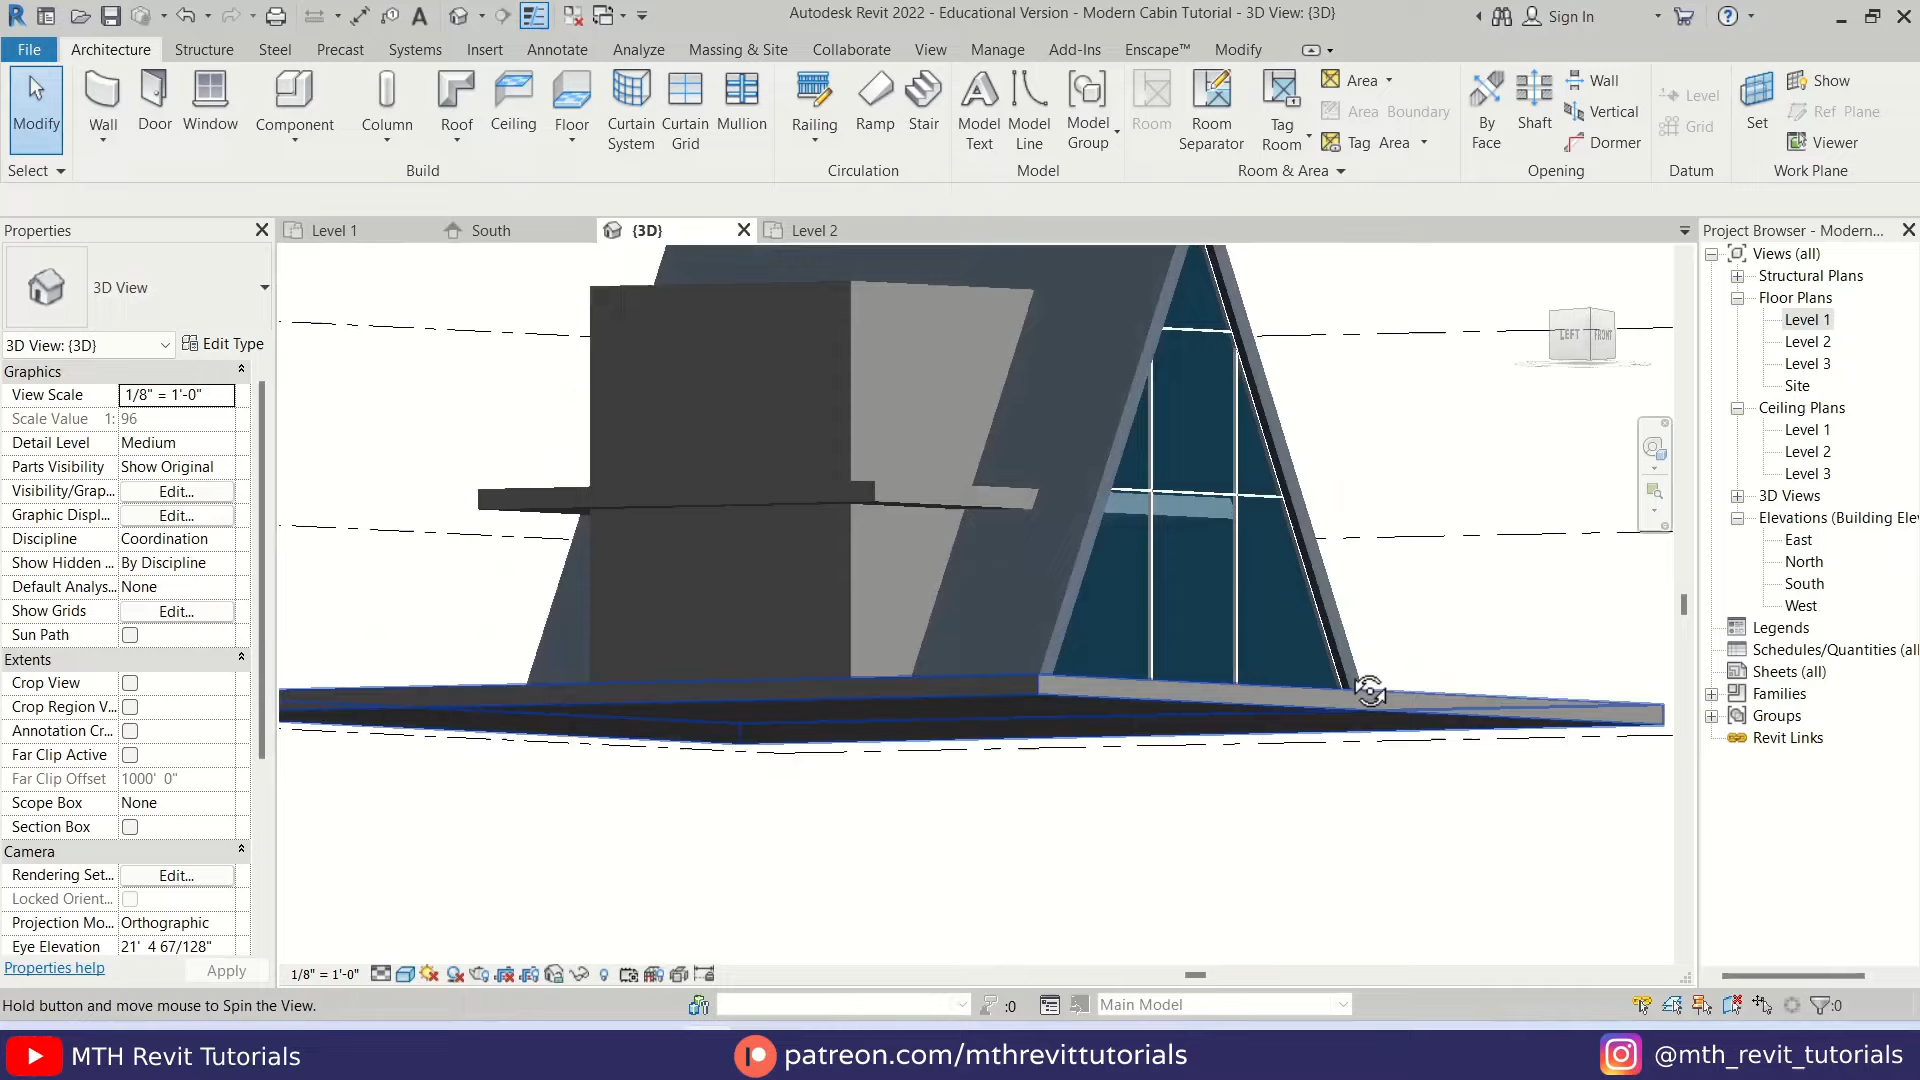 Autodesk Revit 2022 - Educational Version - Modern Cabin Tutorial - 3D View: {3D}
Sign In
File Architecture Structure Steel Precast Systems Insert Annotate Analyze Massing & Site Collaborate View Manage Add-Ins Enscape™ Modify
Modify
Wall
Door
Window
Component
Column
Roof
Ceiling
Floor
Curtain System
Curtain Grid
Mullion
Railing
Ramp
Stair
Model Text
Model Line
Model Group
Room
Room Separator
Tag Room
Area
Area Boundary
Tag Area
By Face
Shaft
Wall
Vertical
Dormer
Level
Grid
Set
Show
Ref Plane
Viewer
Select Build Circulation Model Room & Area Opening Datum Work Plane
Properties
Level 1 South {3D} Level 2
3D View
3D View: {3D} Edit Type
Graphics
View Scale 1/8" = 1'-0"
Scale Value 1: 96
Detail Level Medium
Parts Visibility Show Original
Visibility/Grap... Edit...
Graphic Displ... Edit...
Discipline Coordination
Show Hidden ... By Discipline
Default Analys... None
Show Grids Edit...
Sun Path
Extents
Crop View
Crop Region V...
Annotation Cr...
Far Clip Active
Far Clip Offset 1000' 0"
Scope Box None
Section Box
Camera
Rendering Set... Edit...
Locked Orient...
Projection Mo... Orthographic
Eye Elevation 21' 4 67/128"
Properties help Apply
LEFT FRONT
1/8" = 1'-0"
Project Browser - Modern...
Views (all)
Structural Plans
Floor Plans
Level 1
Level 2
Level 3
Site
Ceiling Plans
Level 1
Level 2
Level 3
3D Views
Elevations (Building Ele
East
North
South
West
Legends
Schedules/Quantities (all
Sheets (all)
Families
Groups
Revit Links
Hold button and move mouse to Spin the View.
:0
Main Model
:0
MTH Revit Tutorials
patreon.com/mthrevittutorials
@mth_revit_tutorials